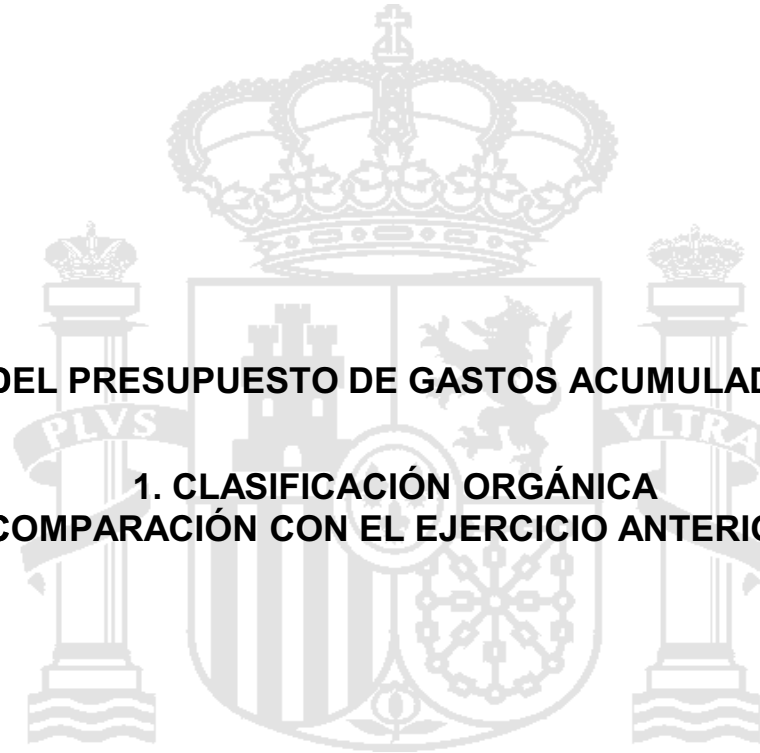 DEL PRESUPUESTO DE GASTOS ACUMULAD
PLVS
VLTRA
1. CLASIFICACIÓN ORGÁNICA
COMPARACIÓN CON EL EJERCICIO ANTERIO